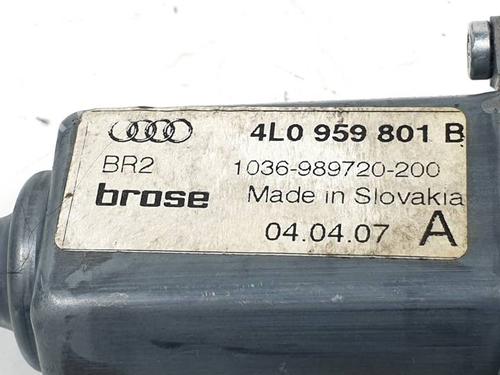 4L0 959 801 B
BR2 1036-989720-200
brose Made in Slovakia
04.04.07 A